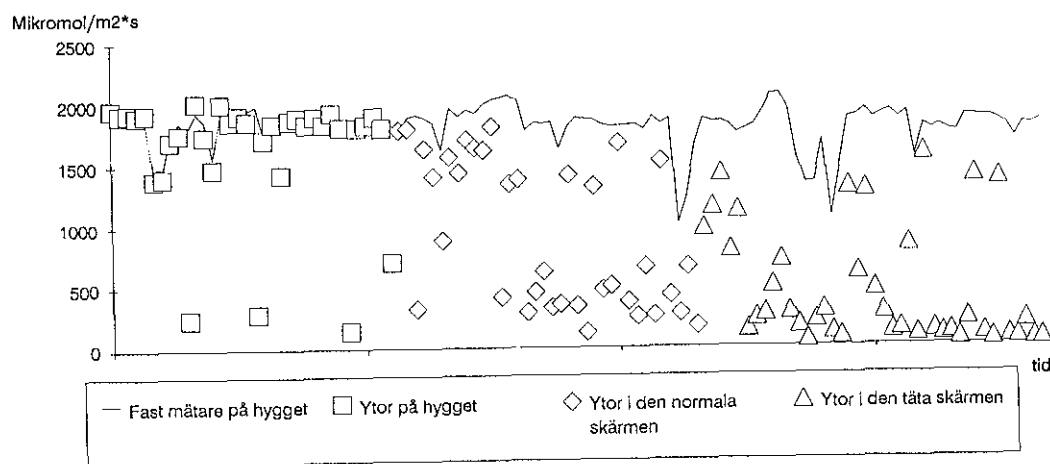 Mikromol/m2*s
2500
2000
1500
1000
500
0
tid
Fast mätare på hygget
Ytor på hygget
Ytor i den normala
skärmen
Ytor i den täta skärmen